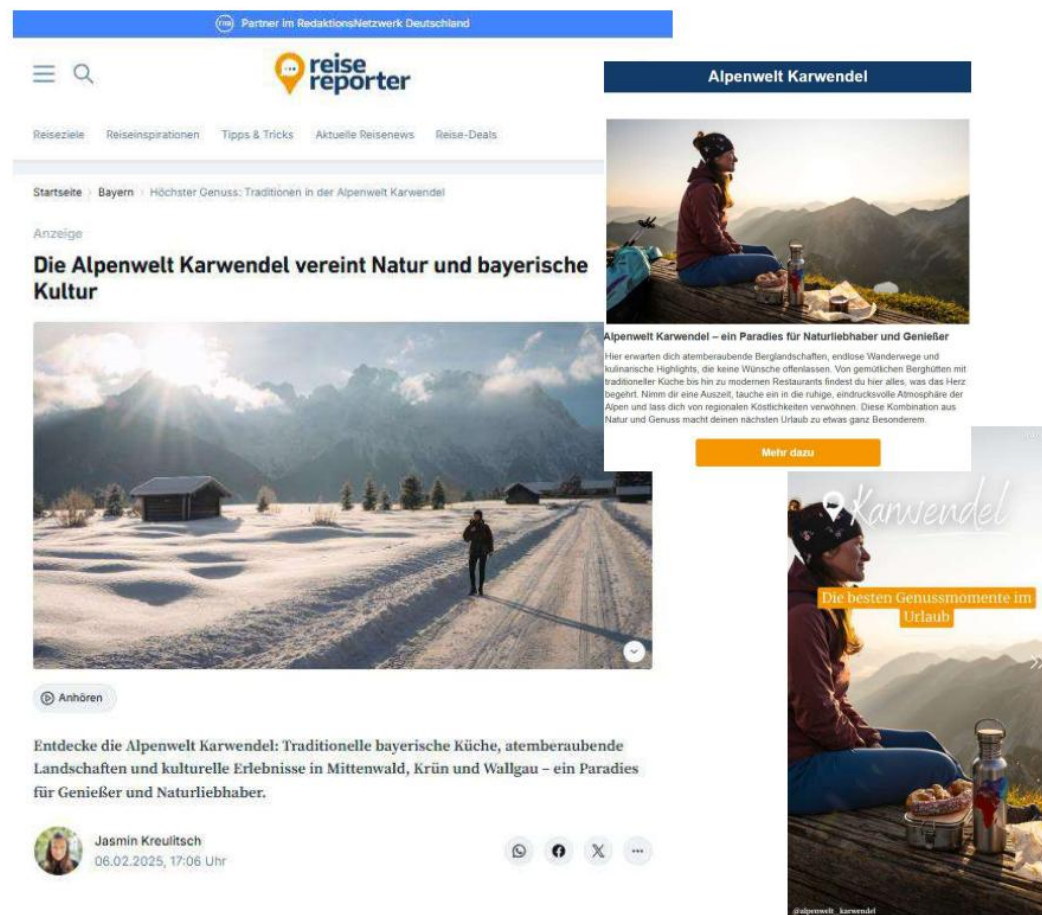 rnd Partner im RedaktionsNetzwerk Deutschland
reise
reporter
Reiseziele Reiseinspirationen Tipps & Tricks Aktuelle Reisenews Reise-Deals
Startseite Bayern Höchster Genuss: Traditionen in der Alpenwelt Karwendel
Anzeige
Die Alpenwelt Karwendel vereint Natur und bayerische
Kultur
Anhören
Entdecke die Alpenwelt Karwendel: Traditionelle bayerische Küche, atemberaubende
Landschaften und kulturelle Erlebnisse in Mittenwald, Krün und Wallgau – ein Paradies
für Genießer und Naturliebhaber.
Jasmin Kreulitsch
06.02.2025, 17:06 Uhr
Alpenwelt Karwendel
Alpenwelt Karwendel – ein Paradies für Naturliebhaber und Genießer
Hier erwarten dich atemberaubende Berglandschaften, endlose Wanderwege und
kulinarische Highlights, die keine Wünsche offenlassen. Von gemütlichen Berghütten mit
traditioneller Küche bis hin zu modernen Restaurants findest du hier alles, was das Herz
begehrt. Nimm dir eine Auszeit, tauche ein in die ruhige, eindrucksvolle Atmosphäre der
Alpen und lass dich von regionalen Köstlichkeiten verwöhnen. Diese Kombination aus
Natur und Genuss macht deinen nächsten Urlaub zu etwas ganz Besonderem.
Mehr dazu
Karwendel
Die besten Genussmomente im
Urlaub
@alpenwelt_karwendel